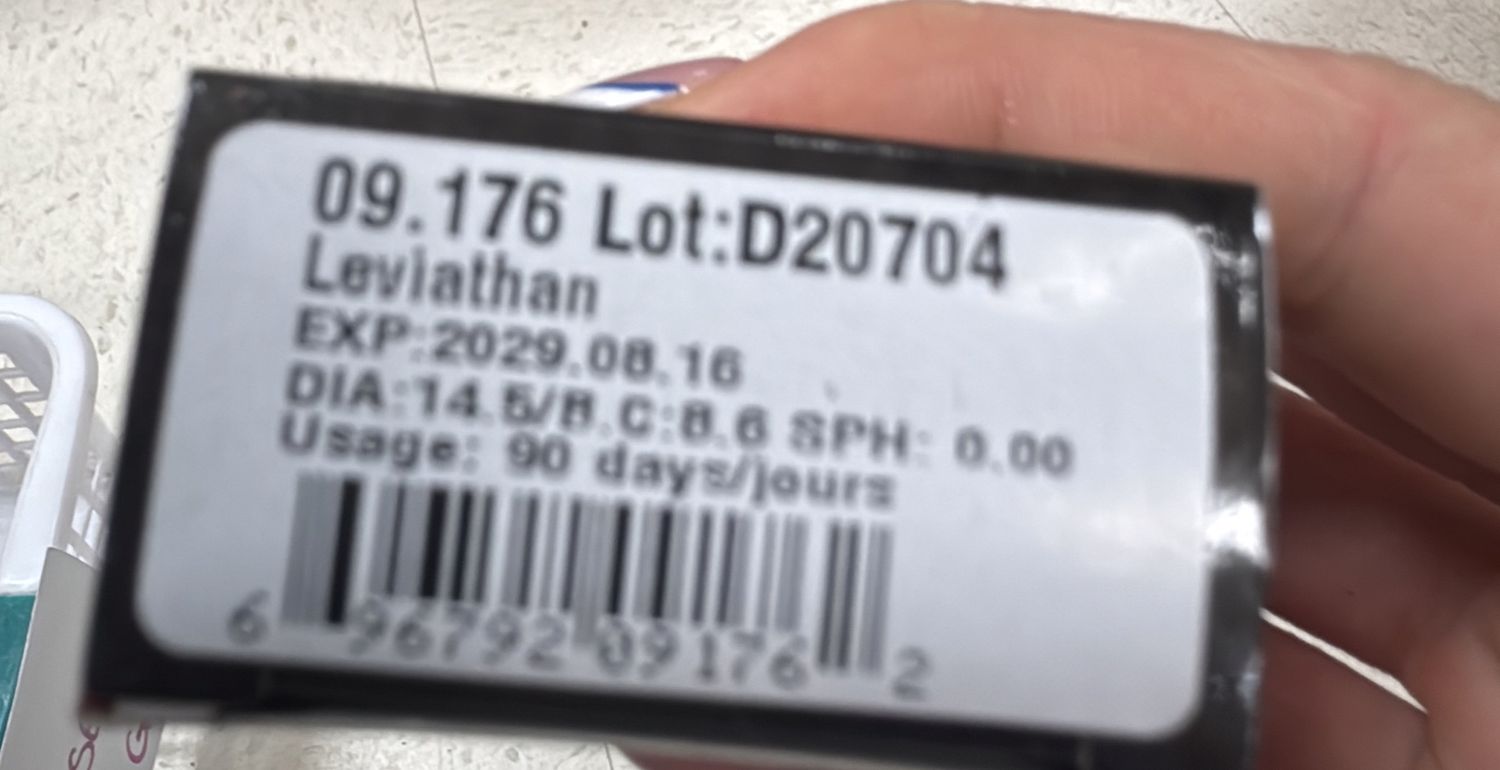 09.176 Lot:D20704
Leviathan
EXP:2029.08.16
DIA:14.5/B.C:8.6 SPH: 0.00
Usage: 90 days/jours
6 96792 09176 2